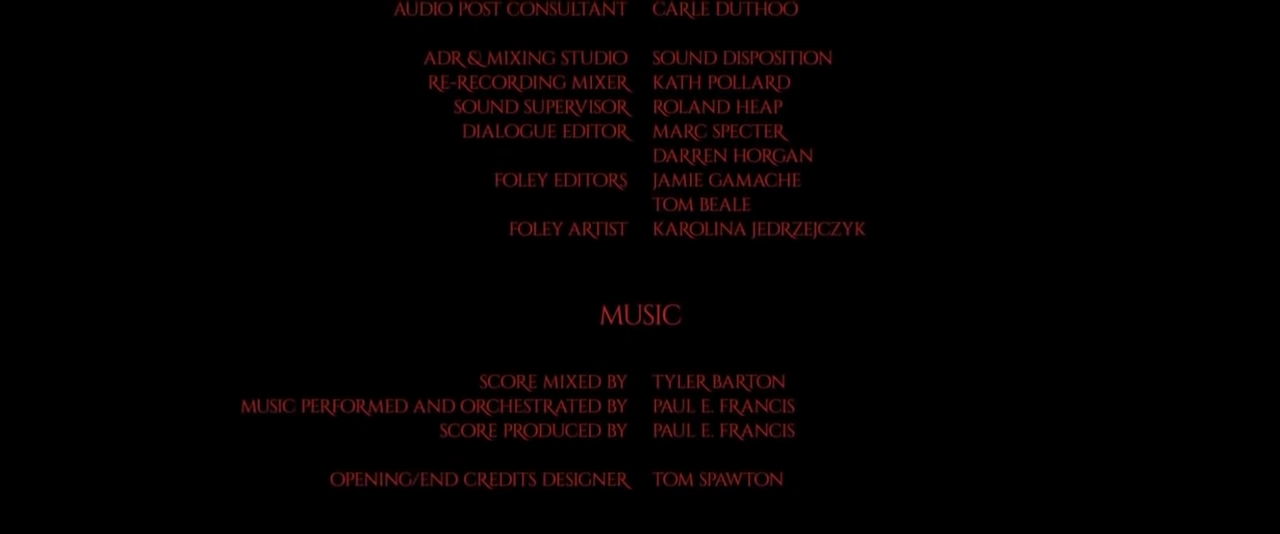 AUDIO POST CONSULTANT CARLE DUTHOO
ADR & MIXING STUDIO SOUND DISPOSITION
RE-RECORDING MIXER KATH POLLARD
SOUND SUPERVISOR ROLAND HEAP
DIALOGUE EDITOR MARC SPECTER
DARREN HORGAN
FOLEY EDITORS JAMIE GAMACHE
TOM BEALE
FOLEY ARTIST KAROLINA JEDRZEJCZYK
MUSIC
SCORE MIXED BY TYLER BARTON
MUSIC PERFORMED AND ORCHESTRATED BY PAUL E. FRANCIS
SCORE PRODUCED BY PAUL E. FRANCIS
OPENING/END CREDITS DESIGNER TOM SPAWTON